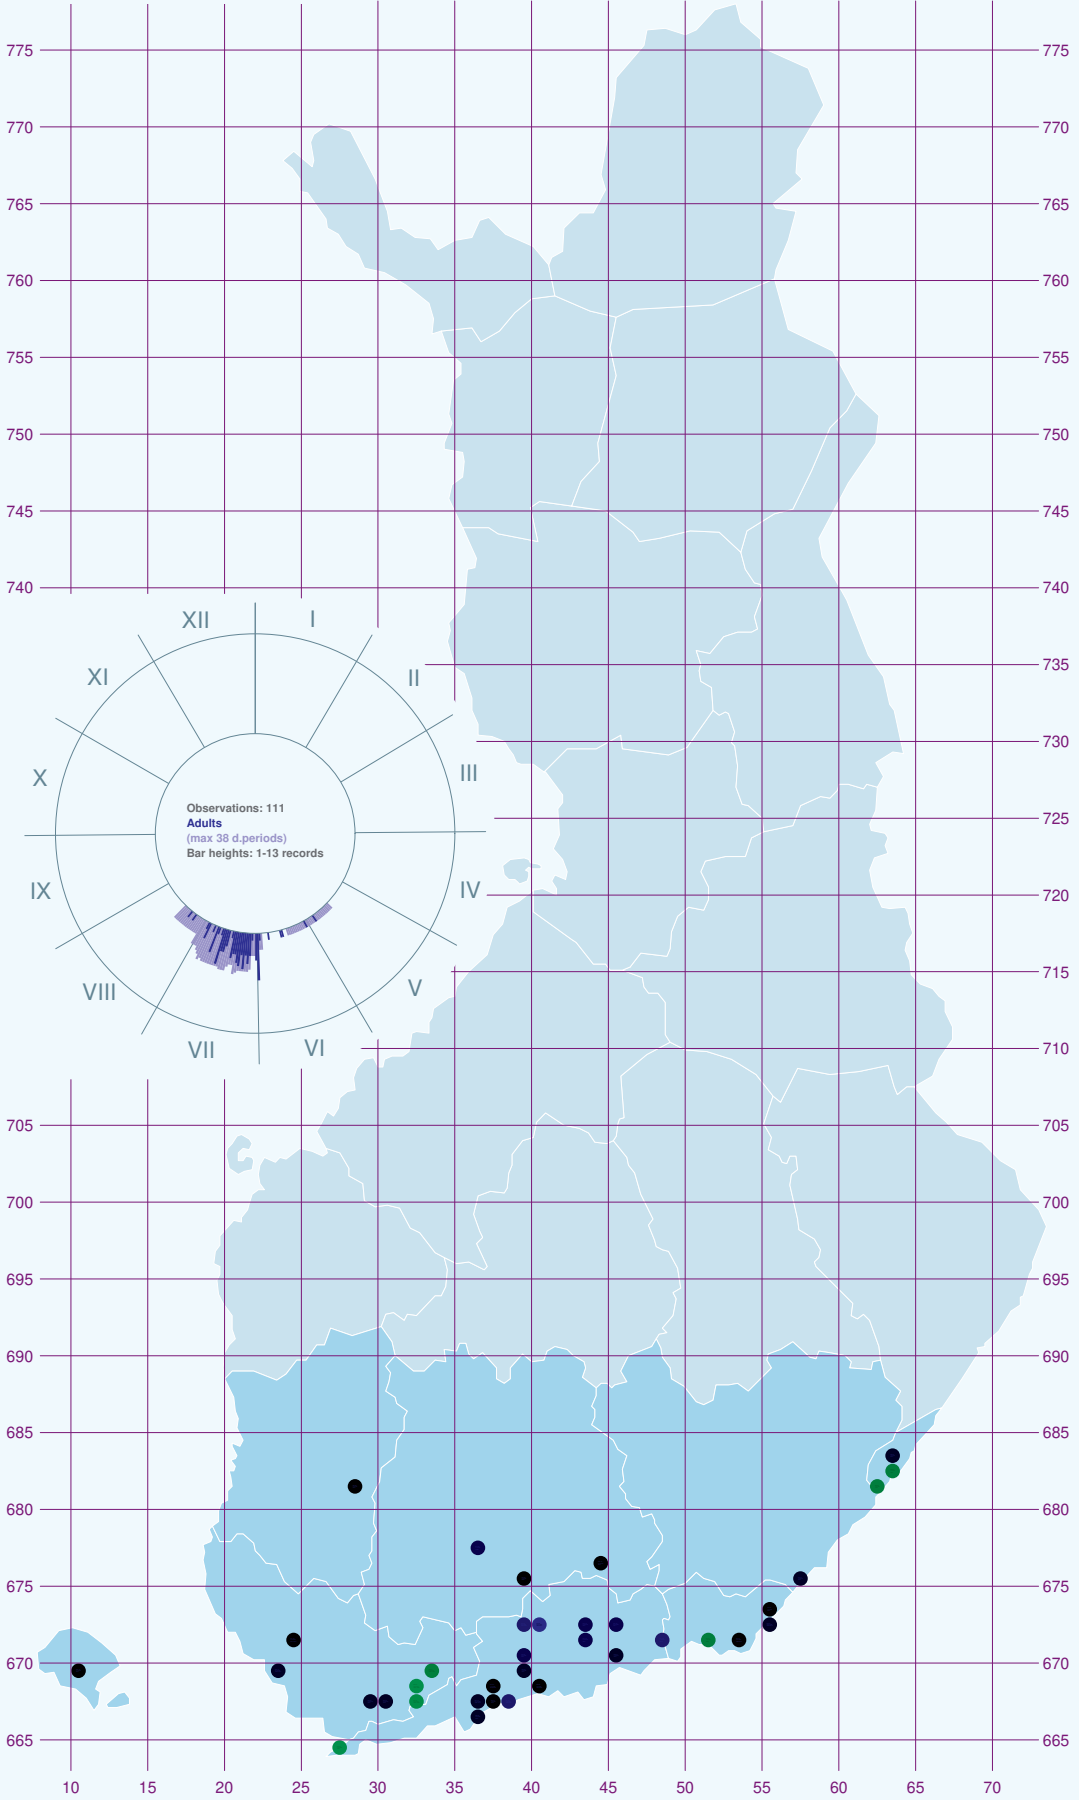 775 775
770 770
765 765
760 760
755 755
750 750
745 745
740 740
XII I
XI II
735
730
X III
Observations: 111
Adults
(max 38 d.periods)
Bar heights: 1-13 records
725
IX IV
720
VIII V
715
VII VI
710
705 705
700 700
695 695
690 690
685 685
680 680
675 675
670 670
665 665
10 15 20 25 30 35 40 45 50 55 60 65 70